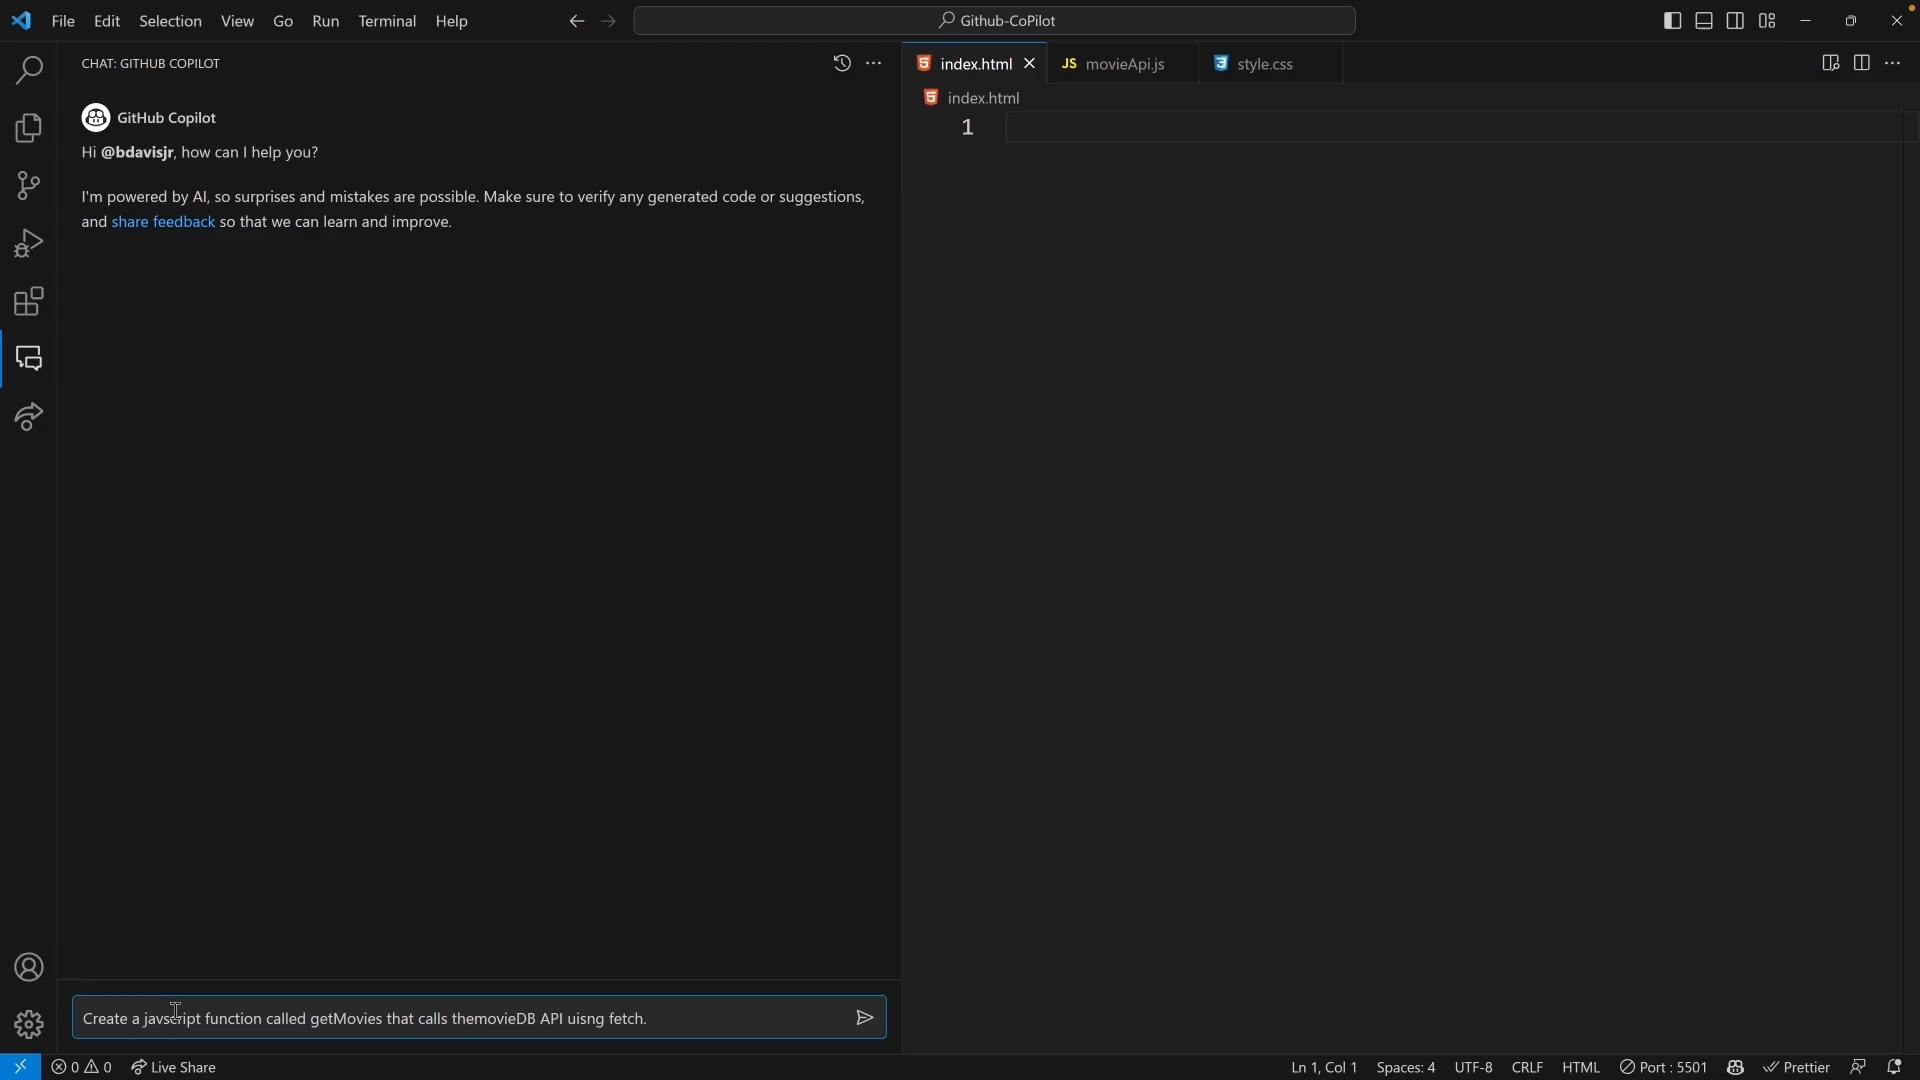 File Edit Selection View Go Run Terminal Help
Github-CoPilot
CHAT: GITHUB COPILOT
index.html
JS movieApi.js
style.css
index.html
1
GitHub Copilot
Hi @bdavisjr, how can I help you?
I'm powered by AI, so surprises and mistakes are possible. Make sure to verify any generated code or suggestions,
and share feedback so that we can learn and improve.
Create a javscript function called getMovies that calls themovieDB API uisng fetch.
0 0 Live Share
Ln 1, Col 1 Spaces: 4 UTF-8 CRLF HTML Port : 5501 Prettier